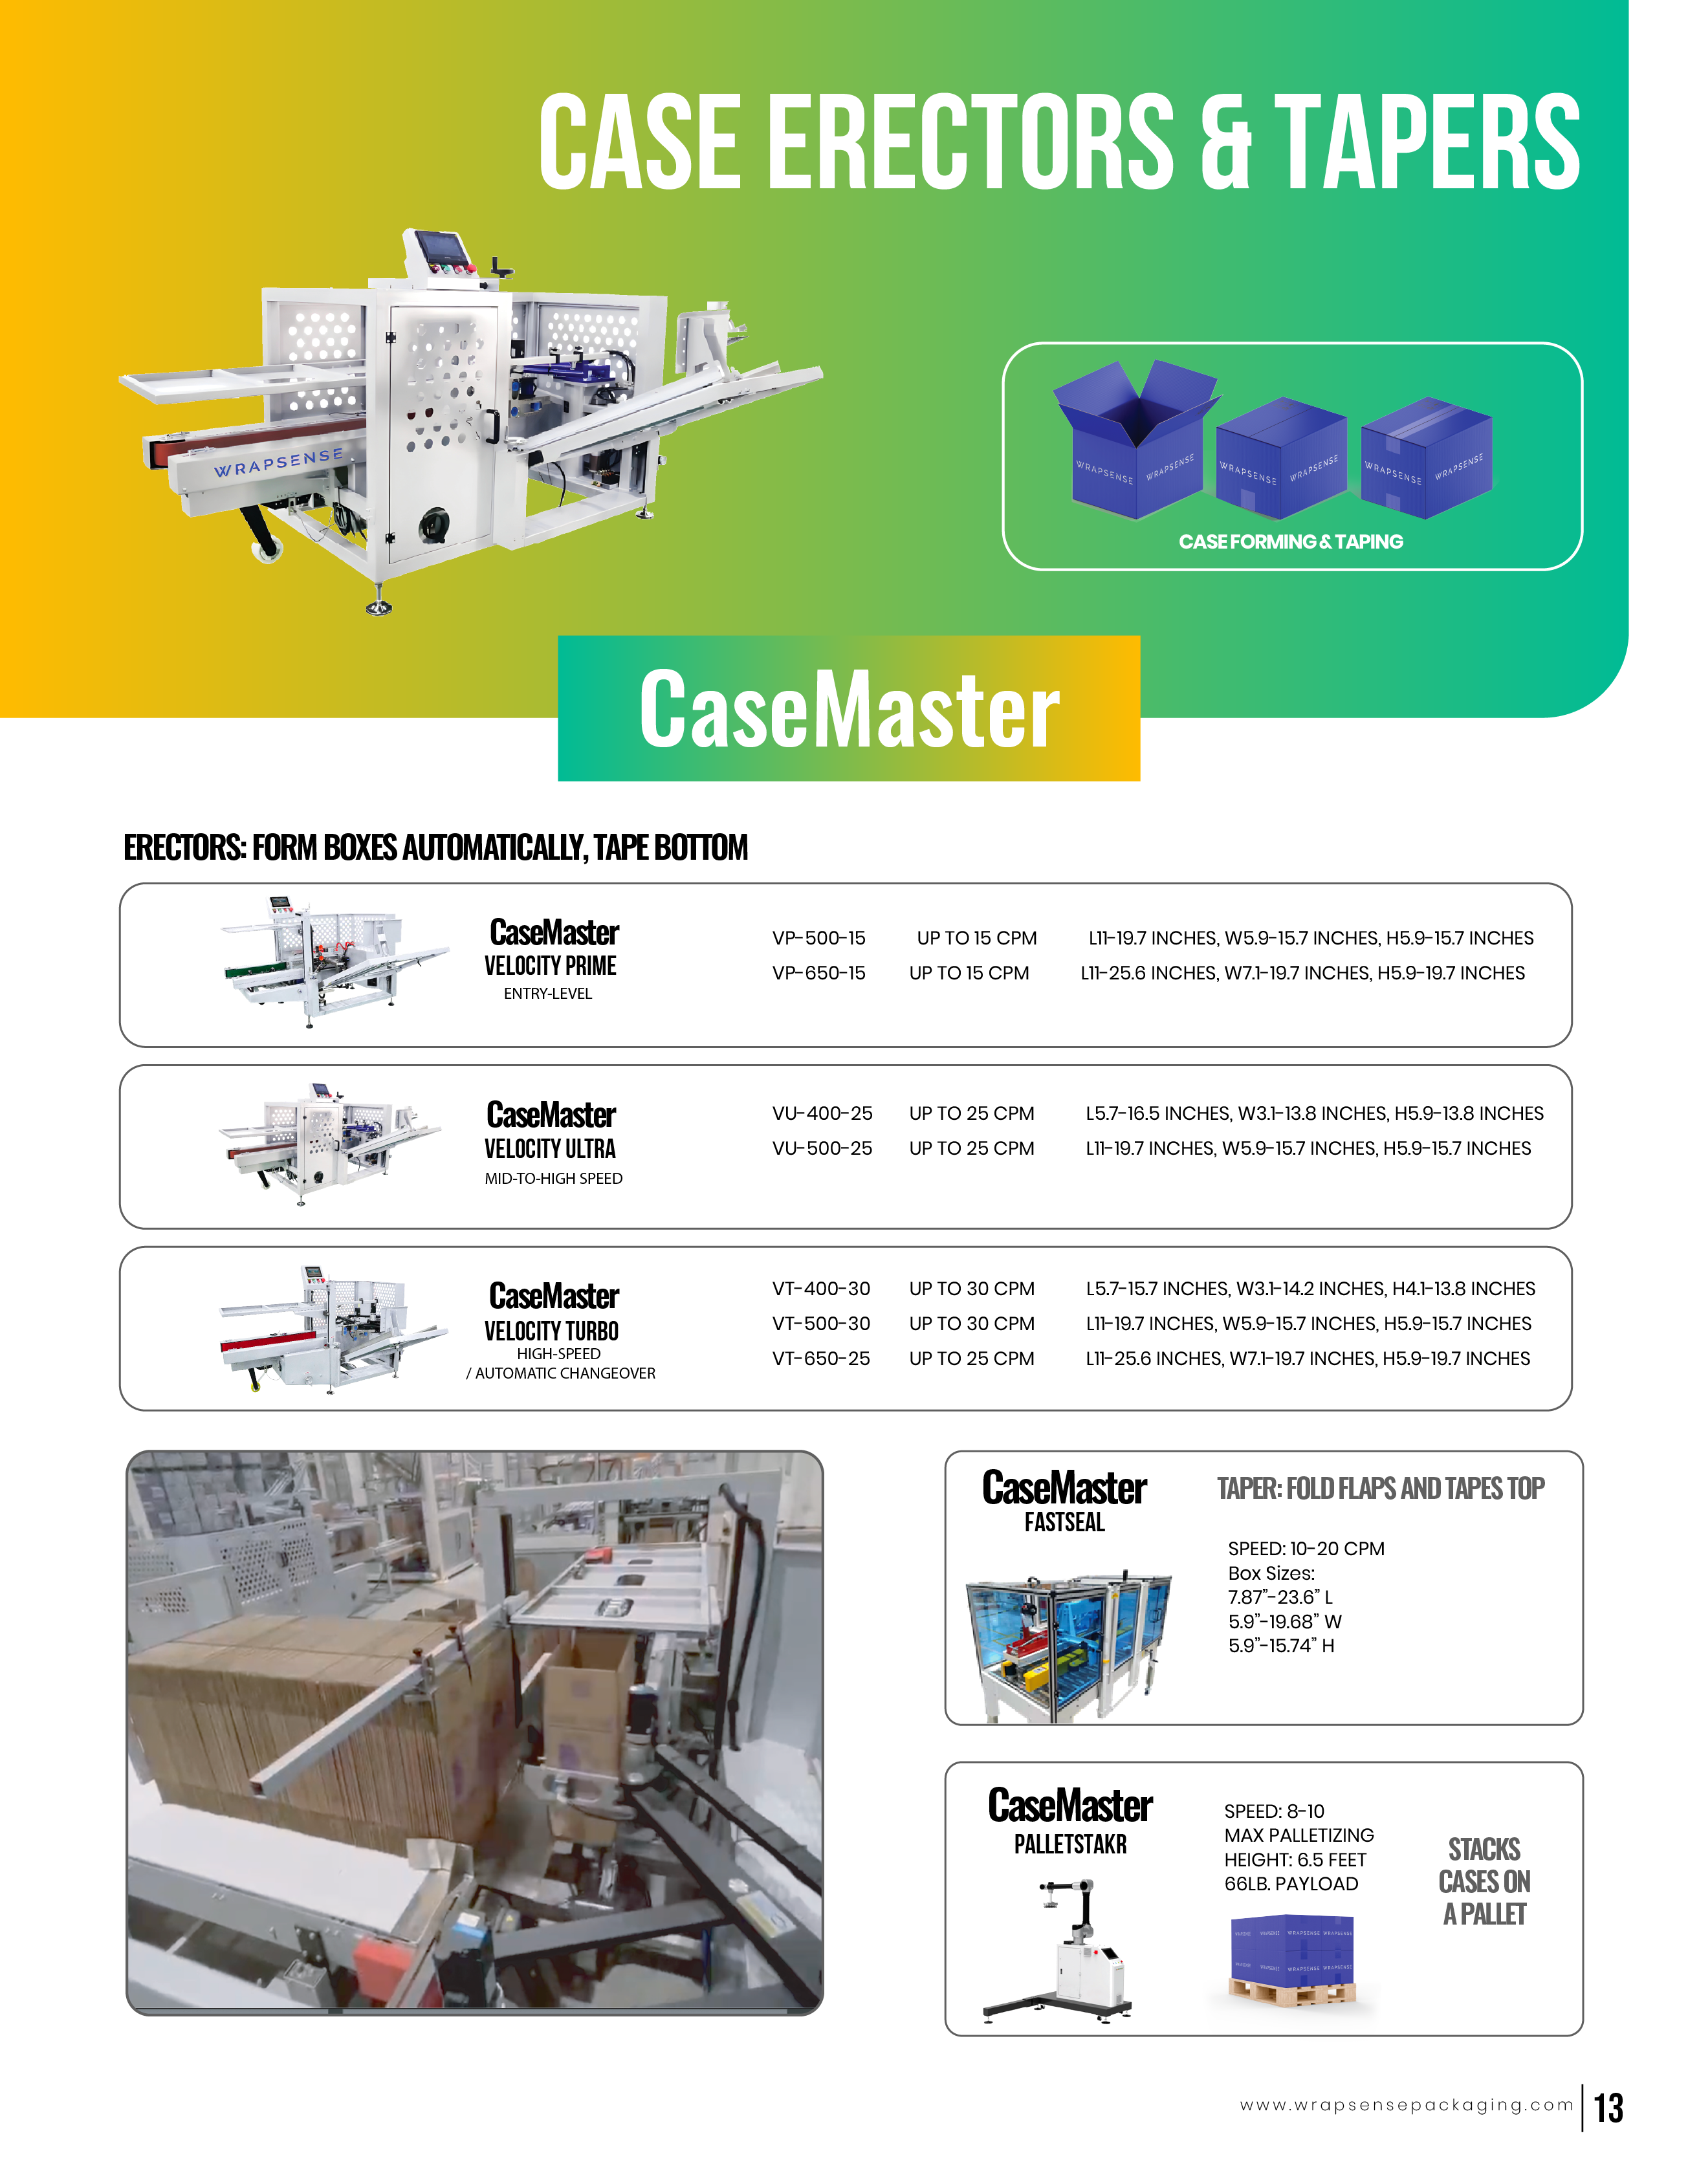 CASE ERECTORS & TAPERS
WRAPSENSE
WRAPSENSE WRAPSENSE WRAPSENSE WRAPSENSE WRAPSENSE WRAPSENSE
CASE FORMING & TAPING
CaseMaster
ERECTORS: FORM BOXES AUTOMATICALLY, TAPE BOTTOM
CaseMaster
VELOCITY PRIME
ENTRY-LEVEL
VP-500-15 UP TO 15 CPM L11-19.7 INCHES, W5.9-15.7 INCHES, H5.9-15.7 INCHES
VP-650-15 UP TO 15 CPM L11-25.6 INCHES, W7.1-19.7 INCHES, H5.9-19.7 INCHES
CaseMaster
VELOCITY ULTRA
MID-TO-HIGH SPEED
VU-400-25 UP TO 25 CPM L5.7-16.5 INCHES, W3.1-13.8 INCHES, H5.9-13.8 INCHES
VU-500-25 UP TO 25 CPM L11-19.7 INCHES, W5.9-15.7 INCHES, H5.9-15.7 INCHES
CaseMaster
VELOCITY TURBO
HIGH-SPEED
/ AUTOMATIC CHANGEOVER
VT-400-30 UP TO 30 CPM L5.7-15.7 INCHES, W3.1-14.2 INCHES, H4.1-13.8 INCHES
VT-500-30 UP TO 30 CPM L11-19.7 INCHES, W5.9-15.7 INCHES, H5.9-15.7 INCHES
VT-650-25 UP TO 25 CPM L11-25.6 INCHES, W7.1-19.7 INCHES, H5.9-19.7 INCHES
CaseMaster
FASTSEAL
TAPER: FOLD FLAPS AND TAPES TOP
SPEED: 10-20 CPM
Box Sizes:
7.87”-23.6” L
5.9”-19.68” W
5.9”-15.74” H
CaseMaster
PALLETSTAKR
SPEED: 8-10
MAX PALLETIZING
HEIGHT: 6.5 FEET
66LB. PAYLOAD
STACKS
CASES ON
A PALLET
WRAPSENSE WRAPSENSE WRAPSENSE WRAPSENSE
WRAPSENSE WRAPSENSE WRAPSENSE WRAPSENSE
www.wrapsensepackaging.com 13